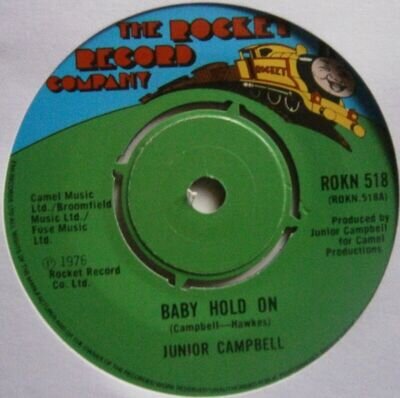 THE ROCKET
RECORD
COMPANY
ROCKET
ROKN 518
(ROKN.518A)
Camel Music
Ltd./Broomfield
Music Ltd./
Fuse Music
Ltd.
Produced by
Junior Campbell
for Camel
Productions.
Ⓟ 1976
Rocket Record
Co. Ltd.
BABY HOLD ON
(Campbell—Hawkes)
JUNIOR CAMPBELL